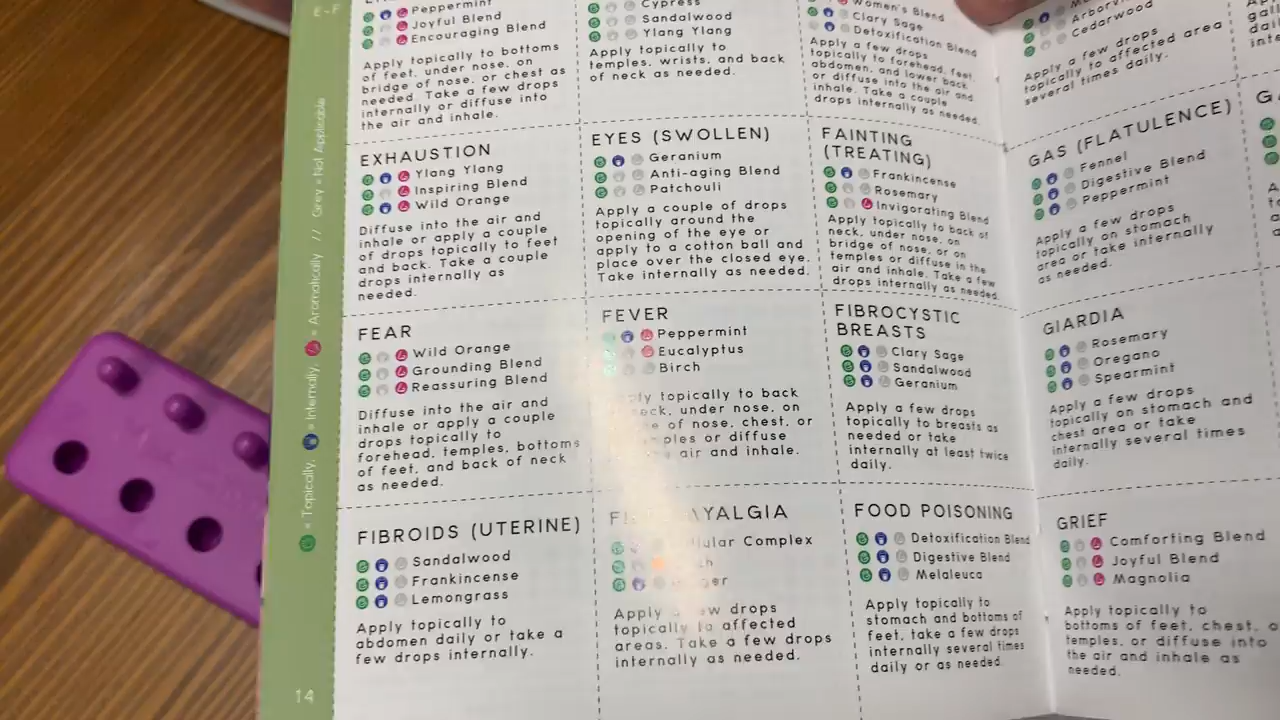 E-F
= Topically, = Internally, = Aromatically // Grey = Not Applicable
14
Peppermint
Joyful Blend
Encouraging Blend
Apply topically to bottoms
of feet, under nose, on
bridge of nose, or chest as
needed. Take a few drops
internally or diffuse into
the air and inhale.
Cypress
Sandalwood
Ylang Ylang
Apply topically to
temples, wrists, and back
of neck as needed.
Women's Blend
Clary Sage
Detoxification Blend
Apply a few drops
topically to forehead, feet,
abdomen, and lower back
or diffuse into the air and
inhale. Take a couple
drops internally as needed.
Cedarwood
Apply a few drops
topically to affected area
several times daily.
EXHAUSTION
Ylang Ylang
Inspiring Blend
Wild Orange
Diffuse into the air and
inhale or apply a couple
of drops topically to feet
and back. Take a couple
drops internally as
needed.
EYES (SWOLLEN)
Geranium
Anti-aging Blend
Patchouli
Apply a couple of drops
topically around the
opening of the eye or
apply to a cotton ball and
place over the closed eye.
Take internally as needed.
FAINTING
(TREATING)
Frankincense
Rosemary
Invigorating Blend
Apply topically to back of
neck, under nose, on
bridge of nose, or on
temples or diffuse in the
air and inhale. Take a few
drops internally as needed.
GAS (FLATULENCE)
Fennel
Digestive Blend
Peppermint
Apply a few drops
topically on stomach
area or take internally
as needed.
FEAR
Wild Orange
Grounding Blend
Reassuring Blend
Diffuse into the air and
inhale or apply a couple
drops topically to
forehead, temples, bottoms
of feet, and back of neck
as needed.
FEVER
Peppermint
Eucalyptus
Birch
topically to back
neck, under nose, on
of nose, chest, or
or diffuse
air and inhale.
FIBROCYSTIC
BREASTS
Clary Sage
Sandalwood
Geranium
Apply a few drops
topically to breasts as
needed or take
internally at least twice
daily.
GIARDIA
Rosemary
Oregano
Spearmint
Apply a few drops
topically on stomach and
chest area or take
internally several times
daily.
FIBROIDS (UTERINE)
Sandalwood
Frankincense
Lemongrass
Apply topically to
abdomen daily or take a
few drops internally.
Complex
Apply a few drops
topically to affected
areas. Take a few drops
internally as needed.
FOOD POISONING
Detoxification Blend
Digestive Blend
Melaleuca
Apply topically to
stomach and bottoms of
feet, take a few drops
internally several times
daily or as needed.
GRIEF
Comforting Blend
Joyful Blend
Magnolia
Apply topically to
bottoms of feet, chest,
temples, or diffuse into
the air and inhale as
needed.